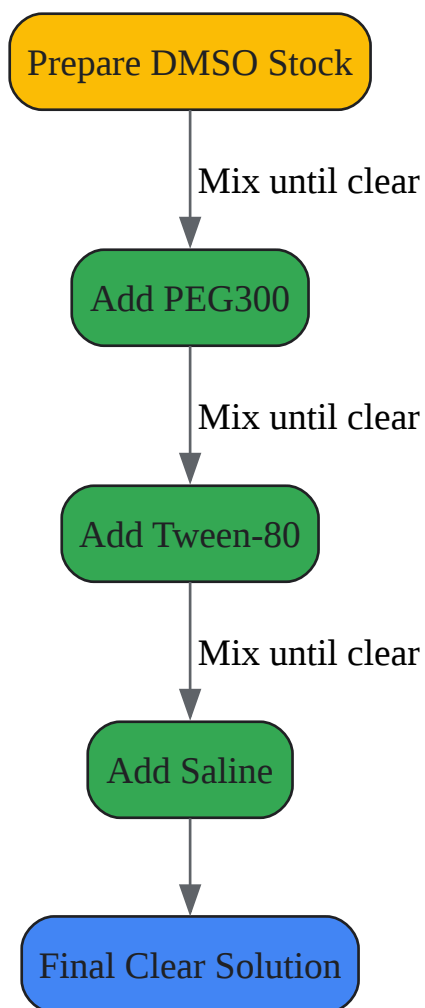 Prepare DMSO Stock
Mix until clear
Add PEG300
Mix until clear
Add Tween-80
Mix until clear
Add Saline
Final Clear Solution